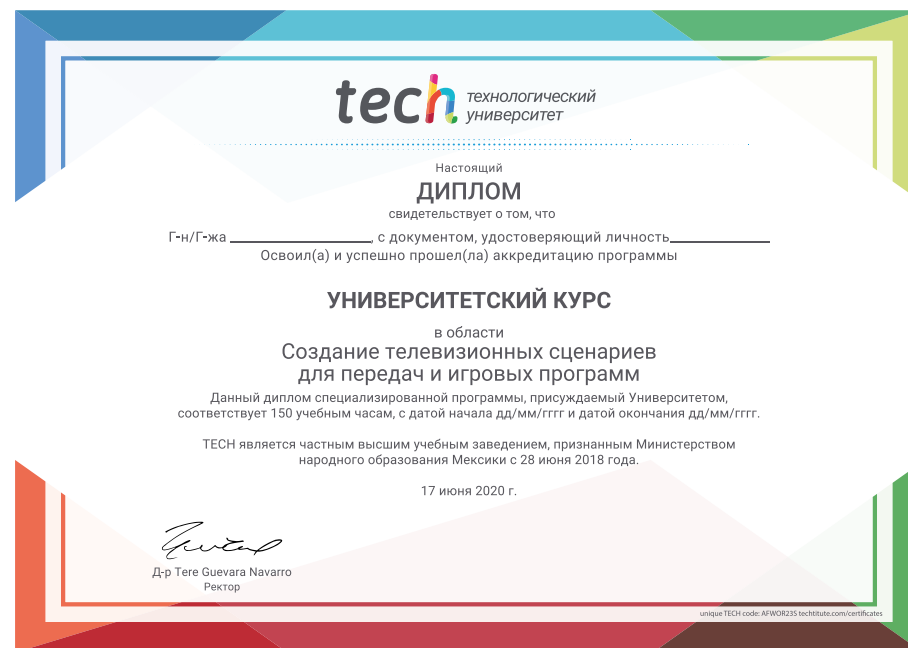 tech технологический
университет
Настоящий
ДИПЛОМ
свидетельствует о том, что
Г-н/Г-жа ____________________, с документом, удостоверяющий личность______________
Освоил(а) и успешно прошел(ла) аккредитацию программы
УНИВЕРСИТЕТСКИЙ КУРС
в области
Создание телевизионных сценариев
для передач и игровых программ
Данный диплом специализированной программы, присуждаемый Университетом,
соответствует 150 учебным часам, с датой начала дд/мм/гггг и датой окончания дд/мм/гггг.
TECH является частным высшим учебным заведением, признанным Министерством
народного образования Мексики с 28 июня 2018 года.
17 июня 2020 г.
Д-р Tere Guevara Navarro
Ректор
unique TECH code: AFWOR23S techtitute.com/certificates